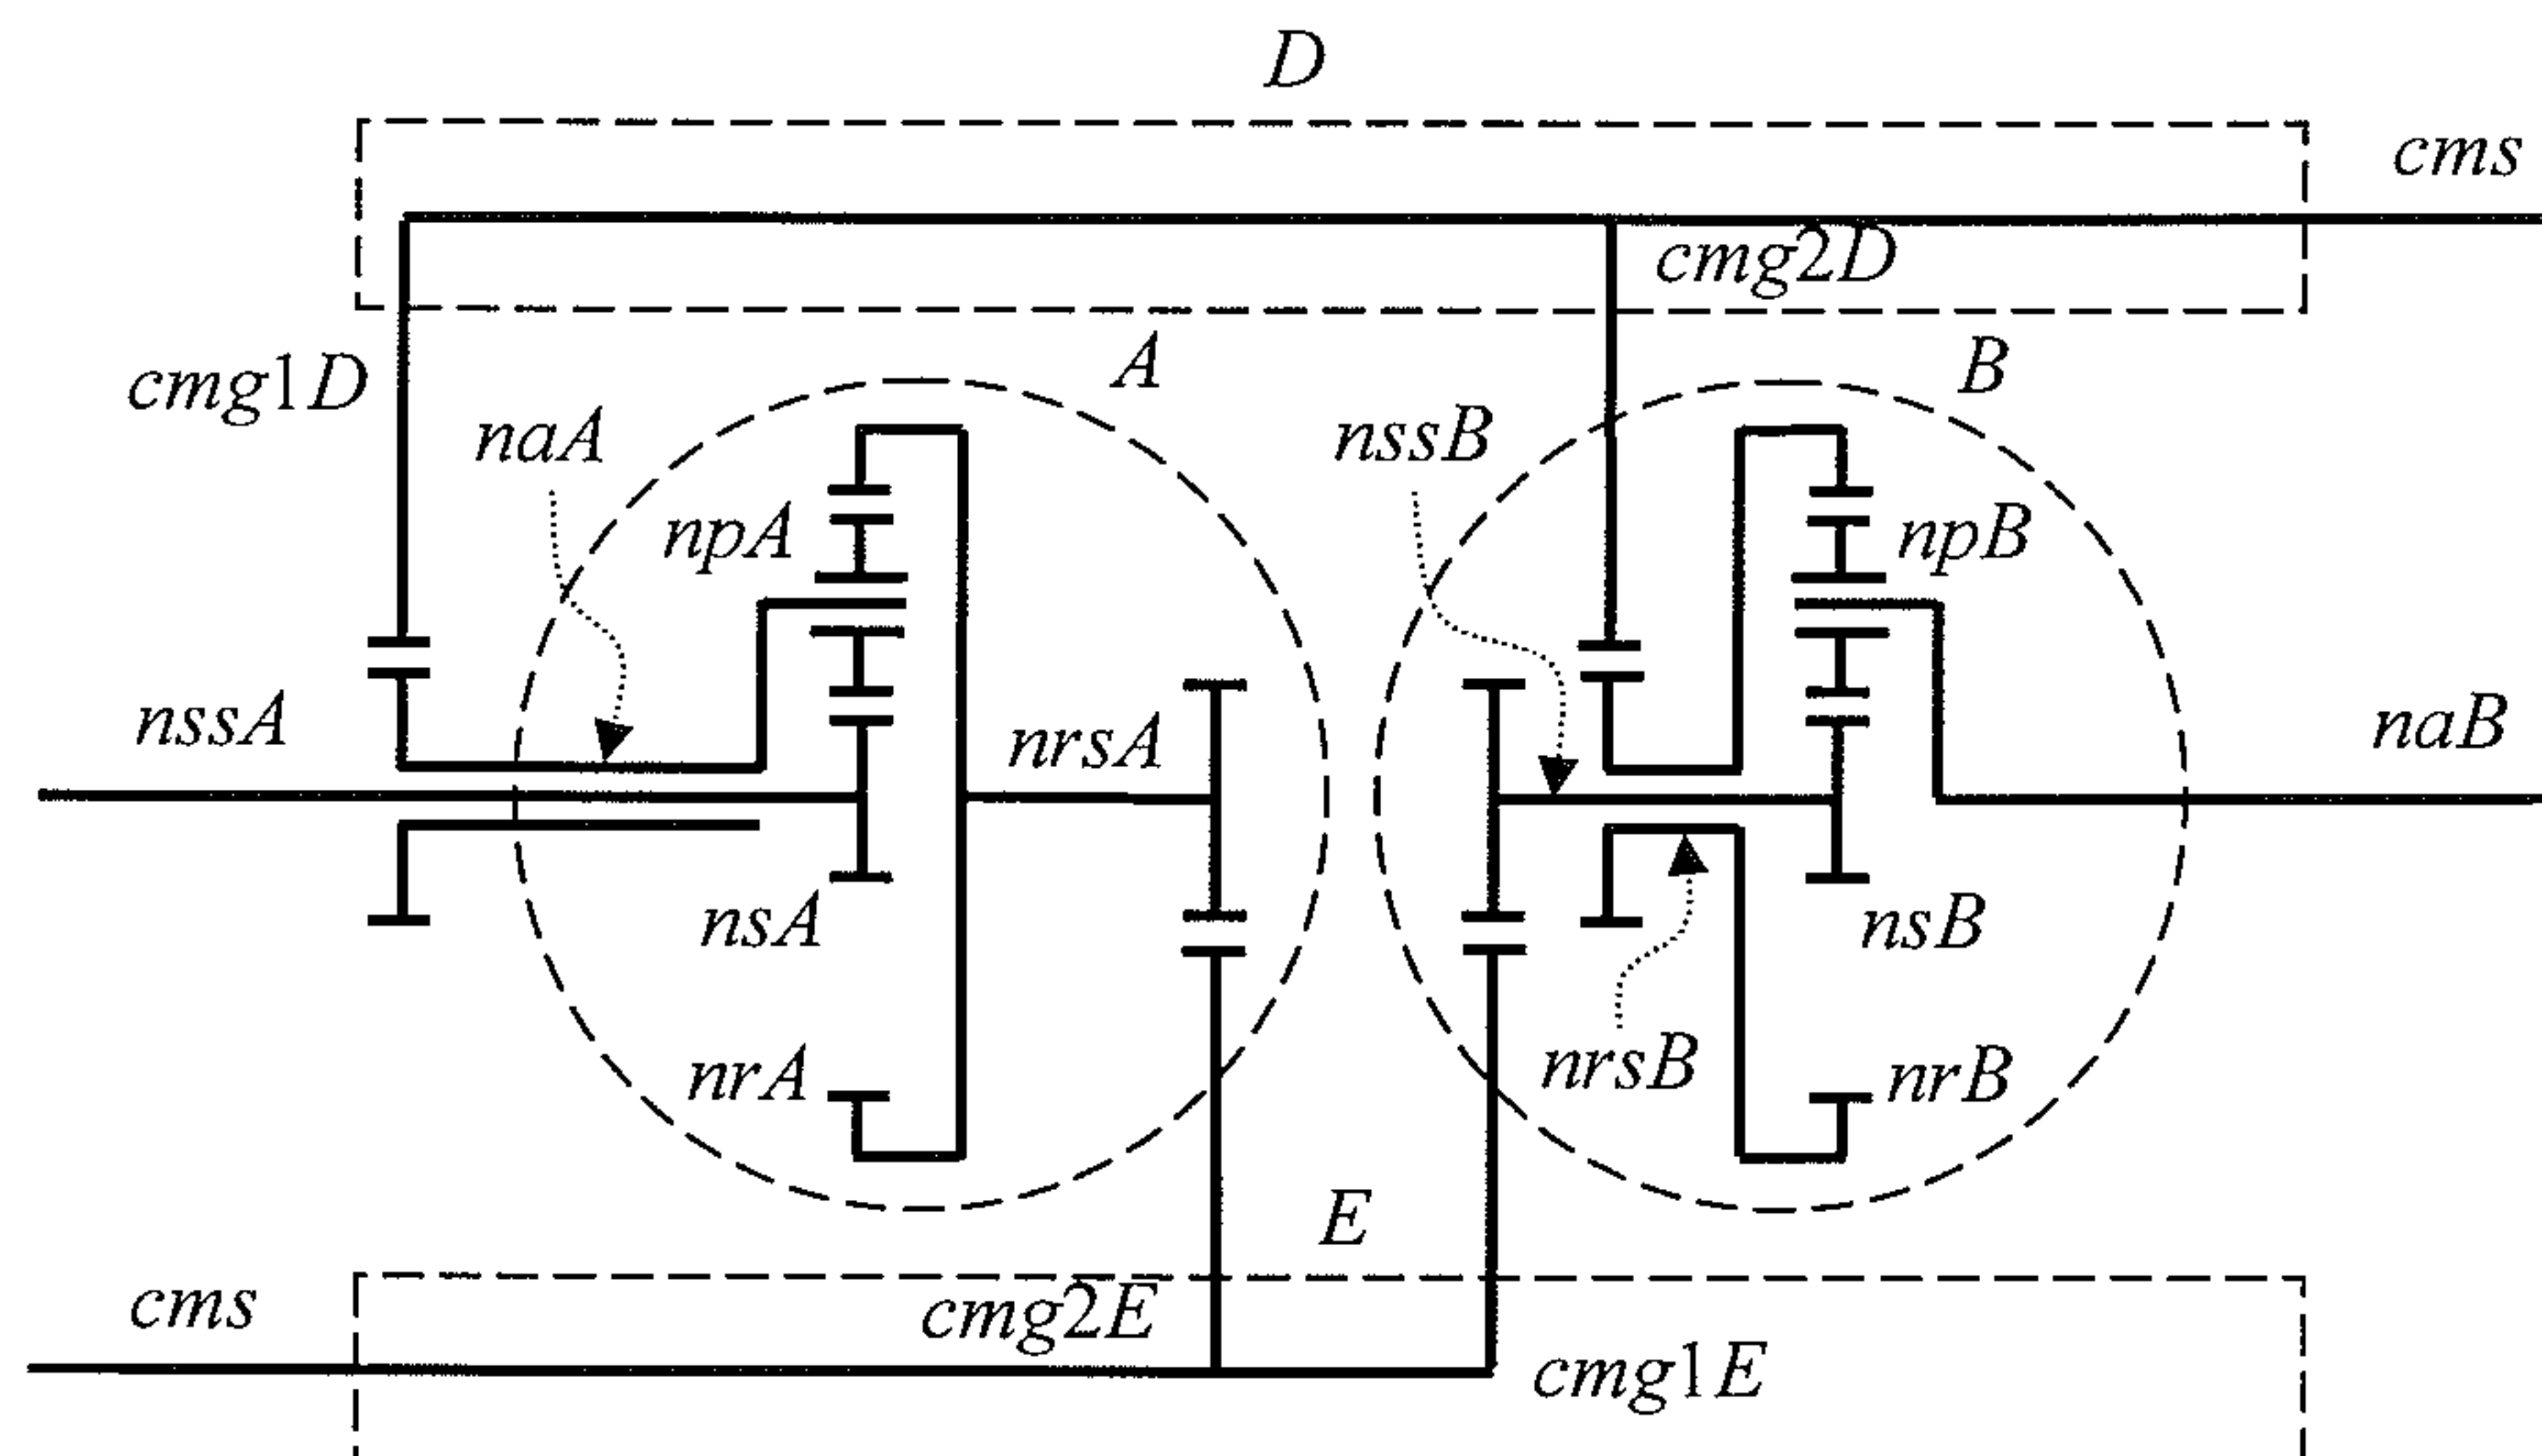 D
cms
cmg2D
A
B
cmg1D
naA
nssB
npA
npB
nssA
nrsA
naB
nsA
nsB
nrA
nrsB
nrB
E
cms
cmg2E
cmg1E